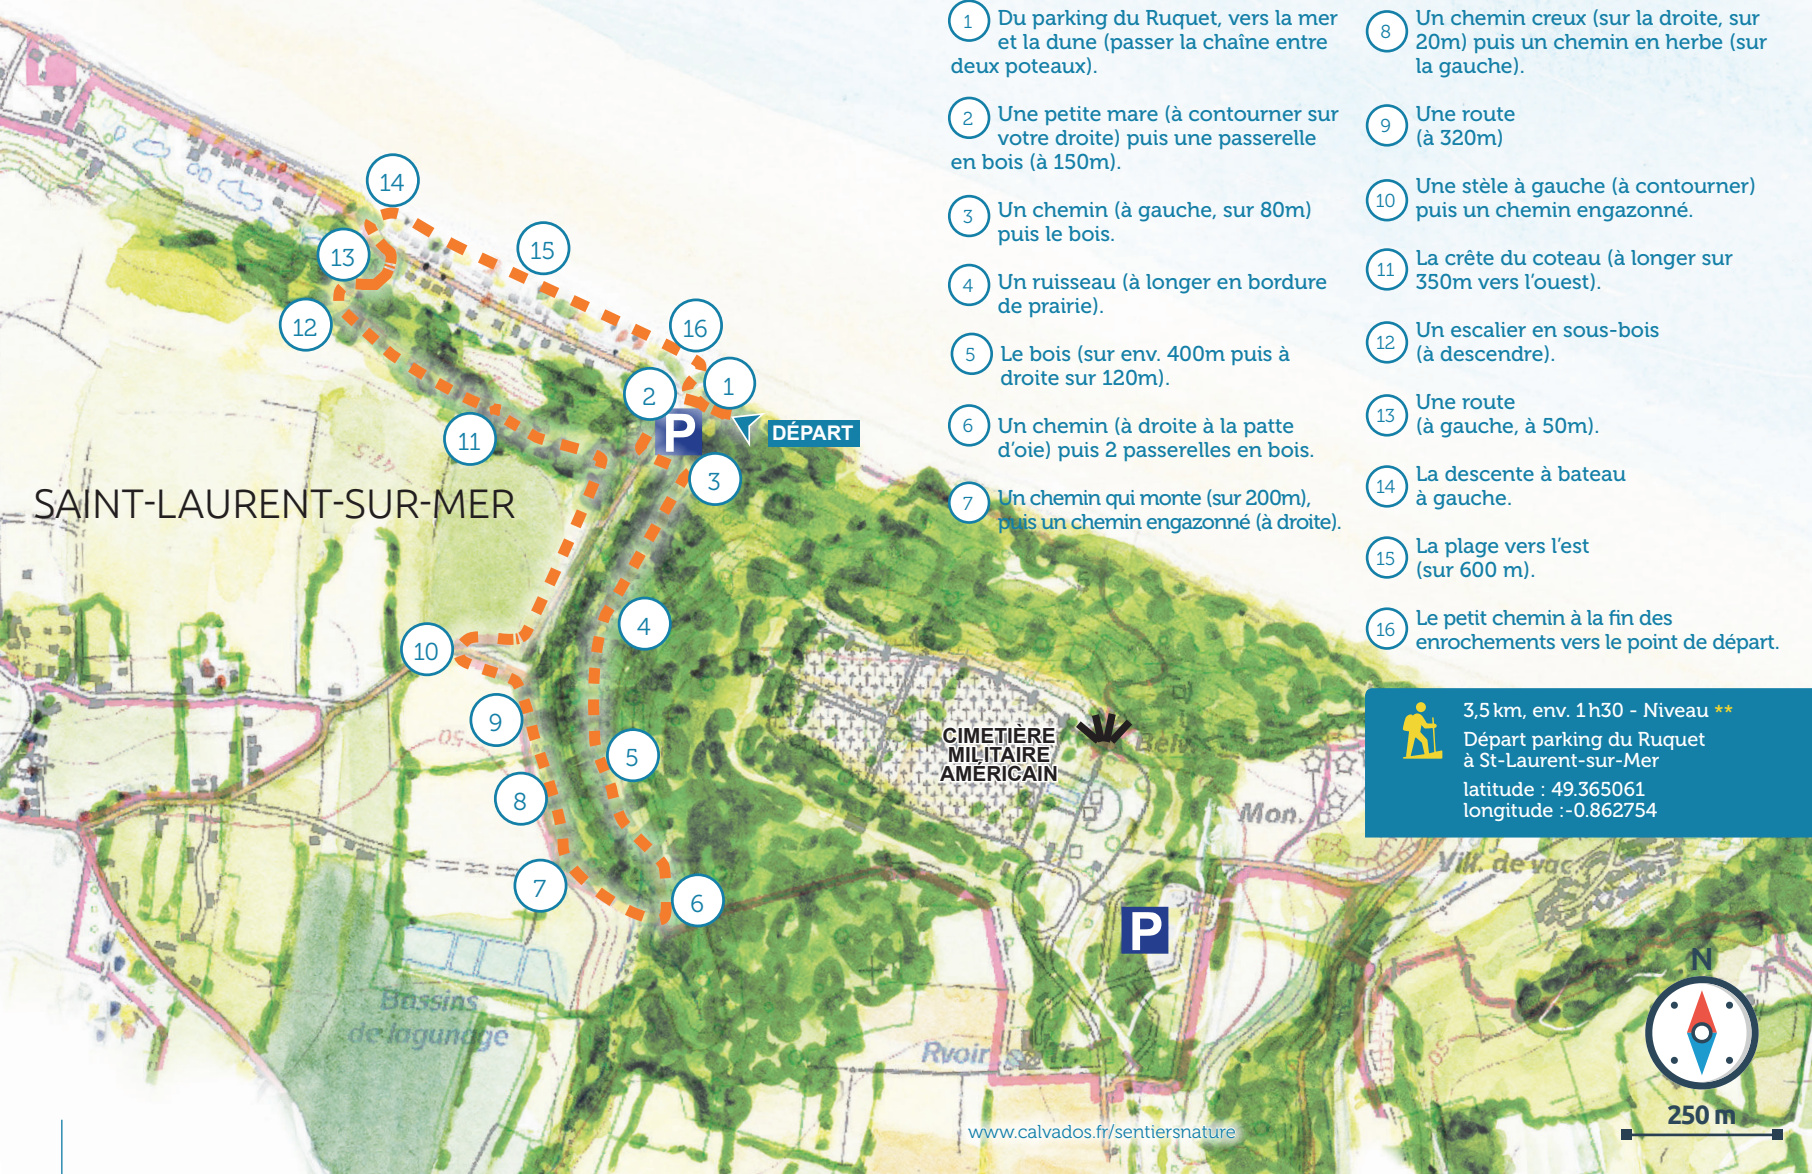 1 Du parking du Ruquet, vers la mer
et la dune (passer la chaîne entre
deux poteaux).
2 Une petite mare (à contourner sur
votre droite) puis une passerelle
en bois (à 150m).
3 Un chemin (à gauche, sur 80m)
puis le bois.
4 Un ruisseau (à longer en bordure
de prairie).
5 Le bois (sur env. 400m puis à
droite sur 120m).
6 Un chemin (à droite à la patte
d'oie) puis 2 passerelles en bois.
7 Un chemin qui monte (sur 200m),
puis un chemin engazonné (à droite).
8 Un chemin creux (sur la droite, sur
20m) puis un chemin en herbe (sur
la gauche).
9 Une route
(à 320m)
10 Une stèle à gauche (à contourner)
puis un chemin engazonné.
11 La crête du coteau (à longer sur
350m vers l'ouest).
12 Un escalier en sous-bois
(à descendre).
13 Une route
(à gauche, à 50m).
14 La descente à bateau
à gauche.
15 La plage vers l'est
(sur 600 m).
16 Le petit chemin à la fin des
enrochements vers le point de départ.
3,5 km, env. 1h30 - Niveau **
Départ parking du Ruquet
à St-Laurent-sur-Mer
latitude : 49.365061
longitude :-0.862754
14
13
15
12
16
1
2
P
DÉPART
11
3
SAINT-LAURENT-SUR-MER
4
10
9
5
50
8
7
6
CIMETIÈRE
MILITAIRE
AMÉRICAIN
Mon.
Vill. de vac.
P
Bassins
de lagunage
Rvoir
N
250 m
www.calvados.fr/sentiersnature